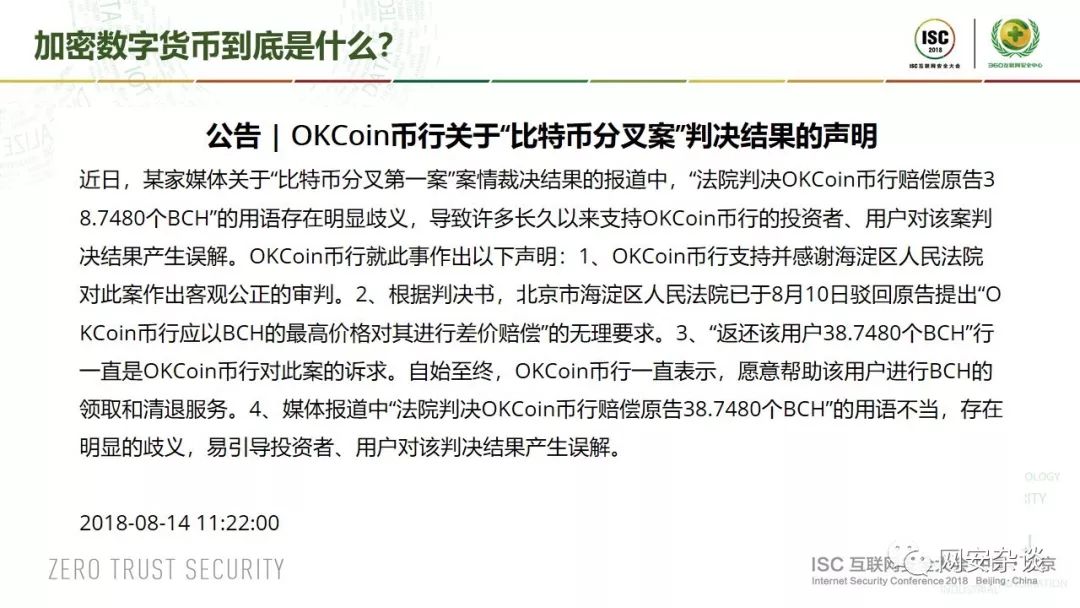 加密数字货币到底是什么?
ISC
2018
ISC互联网安全大会
360互联网安全中心
公告 | OKCoin币行关于“比特币分叉案”判决结果的声明
近日，某家媒体关于“比特币分叉第一案”案情裁决结果的报道中，“法院判决OKCoin币行赔偿原告3
8.7480个BCH”的用语存在明显歧义，导致许多长久以来支持OKCoin币行的投资者、用户对该案判
决结果产生误解。OKCoin币行就此事作出以下声明：1、OKCoin币行支持并感谢海淀区人民法院
对此案作出客观公正的审判。2、根据判决书，北京市海淀区人民法院已于8月10日驳回原告提出“O
KCoin币行应以BCH的最高价格对其进行差价赔偿”的无理要求。3、“返还该用户38.7480个BCH”行
一直是OKCoin币行对此案的诉求。自始至终，OKCoin币行一直表示，愿意帮助该用户进行BCH的
领取和清退服务。4、媒体报道中“法院判决OKCoin币行赔偿原告38.7480个BCH”的用语不当，存在
明显的歧义，易引导投资者、用户对该判决结果产生误解。
2018-08-14 11:22:00
ZERO TRUST SECURITY
ISC 互联网
京
网安杂谈
Internet Security Conference 2018 Beijing · China